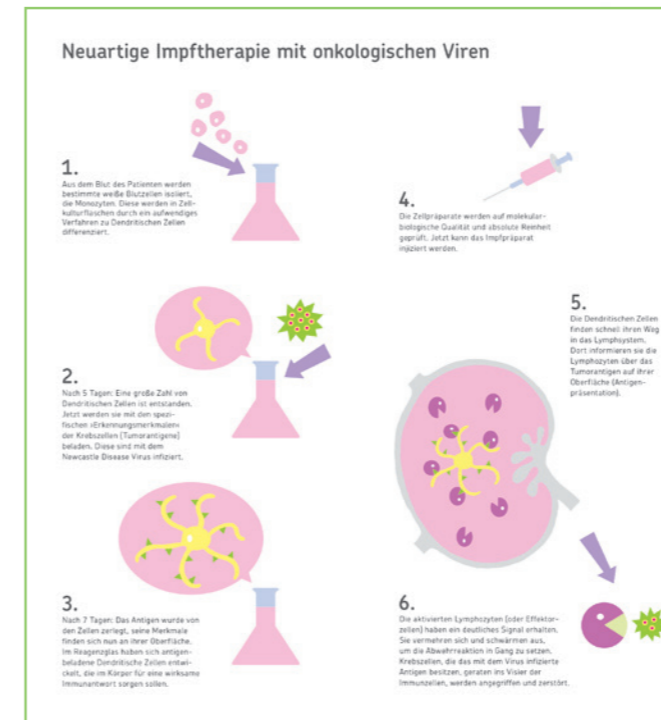 Neuartige Impftherapie mit onkologischen Viren
1.
Aus dem Blut des Patienten werden
bestimmte weiße Blutzellen isoliert,
die Monozyten. Diese werden in Zell-
kulturflaschen durch ein aufwendiges
Verfahren zu Dendritischen Zellen
differenziert.
2.
Nach 5 Tagen: Eine große Zahl von
Dendritischen Zellen ist entstanden.
Jetzt werden sie mit den spezi-
fischen »Erkennungsmerkmalen«
der Krebszellen (Tumorantigene)
beladen. Diese sind mit dem
Newcastle Disease Virus infiziert.
3.
Nach 7 Tagen: Das Antigen wurde von
den Zellen zerlegt, seine Merkmale
finden sich nun an ihrer Oberfläche.
Im Reagenzglas haben sich antigen-
beladene Dendritische Zellen entwi-
ckelt, die im Körper für eine wirksame
Immunantwort sorgen sollen.
4.
Die Zellpräparate werden auf molekular-
biologische Qualität und absolute Reinheit
geprüft. Jetzt kann das Impfpräparat
injiziert werden.
5.
Die Dendritischen Zellen
finden schnell ihren Weg
in das Lymphsystem.
Dort informieren sie die
Lymphozyten über das
Tumorantigen auf ihrer
Oberfläche (Antigen-
präsentation).
6.
Die aktivierten Lymphozyten (oder Effektor-
zellen) haben ein deutliches Signal erhalten.
Sie vermehren sich und schwärmen aus,
um die Abwehrreaktion in Gang zu setzen.
Krebszellen, die das mit dem Virus infizierte
Antigen besitzen, geraten ins Visier der
Immunzellen, werden angegriffen und zerstört.